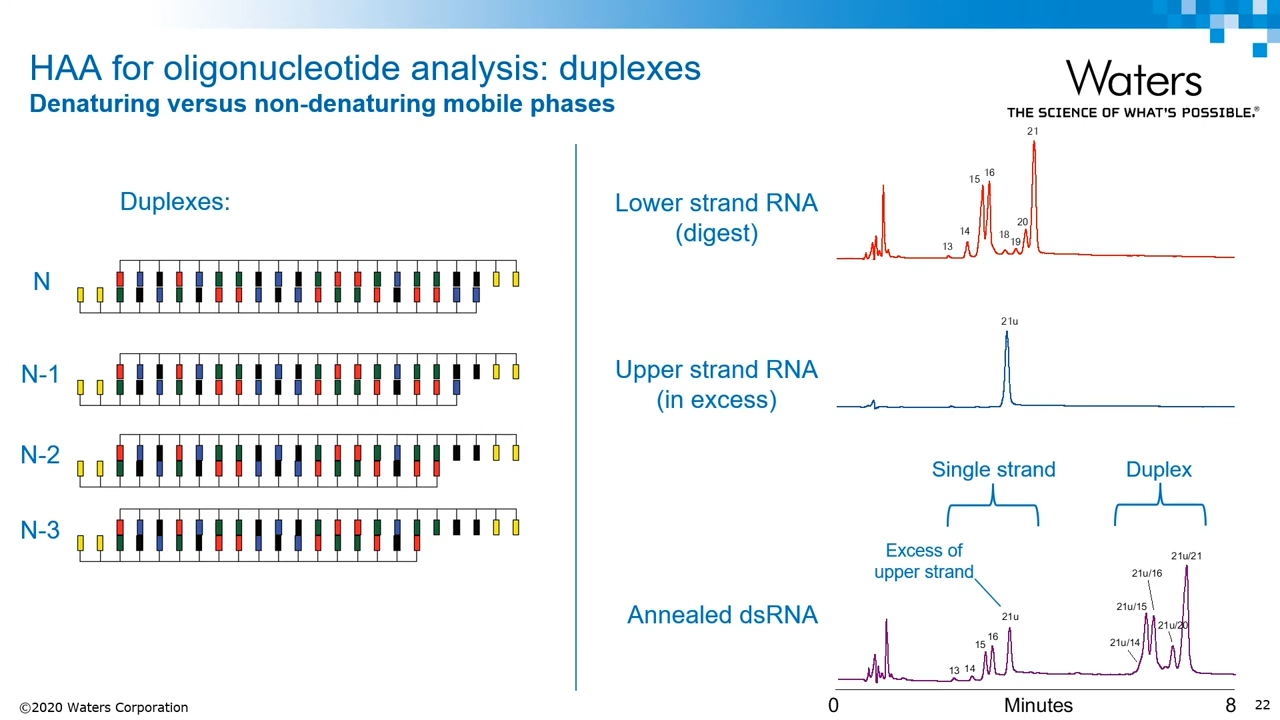 HAA for oligonucleotide analysis: duplexes
Denaturing versus non-denaturing mobile phases
Waters
THE SCIENCE OF WHAT'S POSSIBLE.®
Duplexes:
N
N-1
N-2
N-3
Lower strand RNA
(digest)
13
14
15
16
18
19
20
21
Upper strand RNA
(in excess)
21u
Single strand
Duplex
Excess of
upper strand
Annealed dsRNA
13
14
15
16
21u
21u/14
21u/15
21u/16
21u/20
21u/21
0
Minutes
8
©2020 Waters Corporation
22